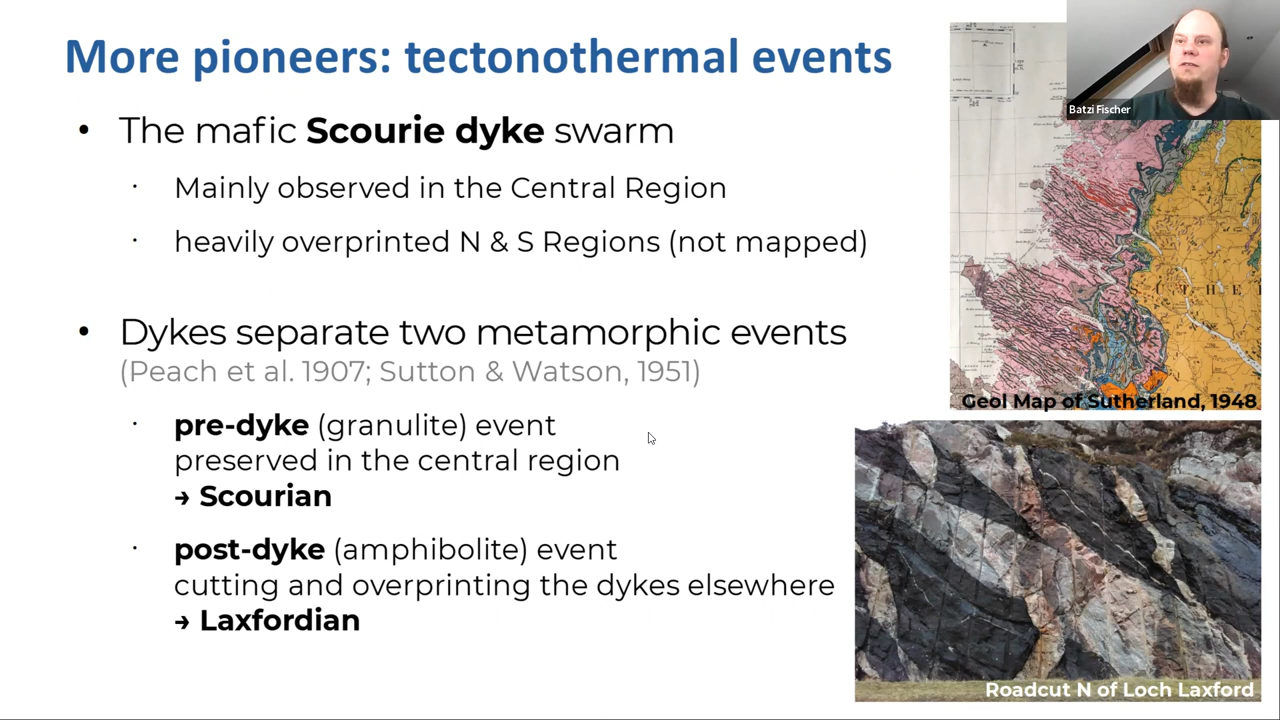 More pioneers: tectonothermal events
Batzi Fischer
• The mafic Scourie dyke swarm
· Mainly observed in the Central Region
· heavily overprinted N & S Regions (not mapped)
• Dykes separate two metamorphic events
(Peach et al. 1907; Sutton & Watson, 1951)
· pre-dyke (granulite) event
preserved in the central region
→ Scourian
· post-dyke (amphibolite) event
cutting and overprinting the dykes elsewhere
→ Laxfordian
S U T H E
Geol Map of Sutherland, 1948
Roadcut N of Loch Laxford